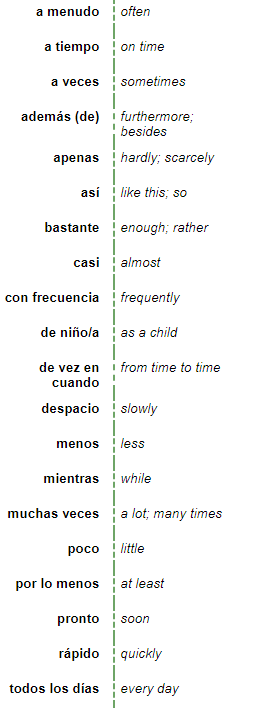 a menudo often
a tiempo on time
a veces sometimes
además (de) furthermore;
besides
apenas hardly; scarcely
así like this; so
bastante enough; rather
casi almost
con frecuencia frequently
de niño/a as a child
de vez en from time to time
cuando
despacio slowly
menos less
mientras while
muchas veces a lot; many times
poco little
por lo menos at least
pronto soon
rápido quickly
todos los días every day